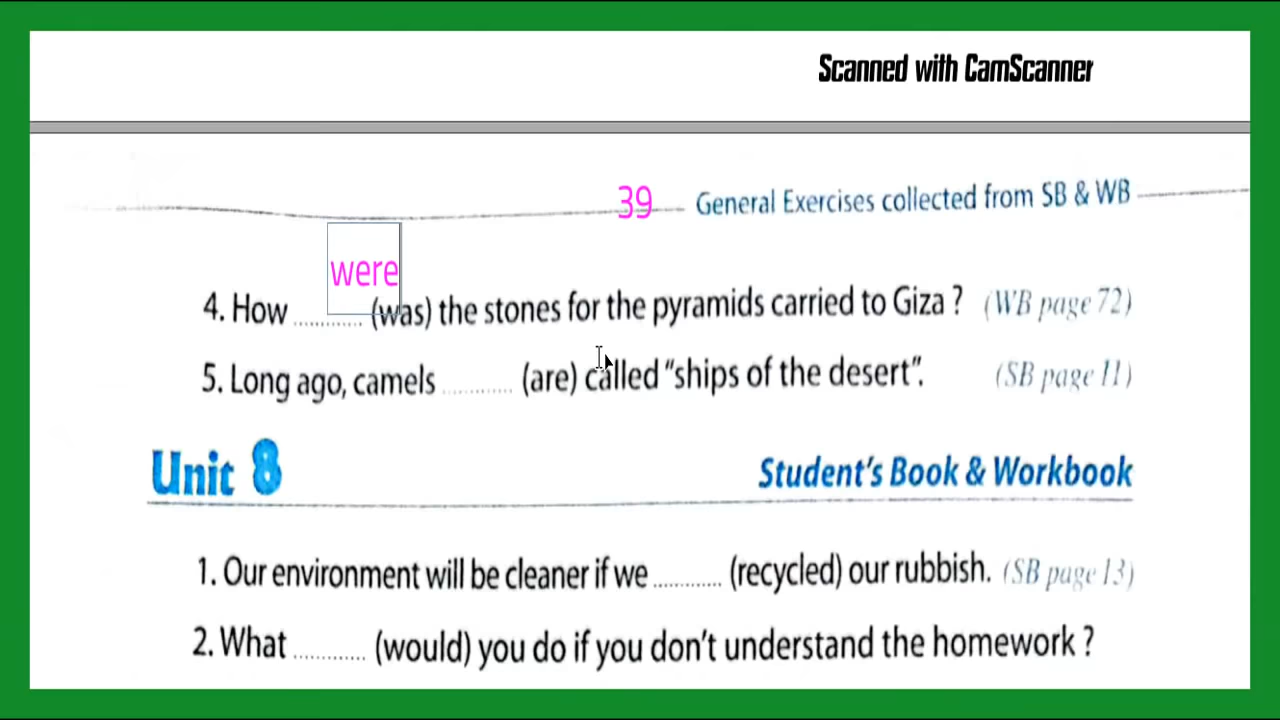 Scanned with CamScanner
39 General Exercises collected from SB & WB
were
4. How ............ (was) the stones for the pyramids carried to Giza ? (WB page 72)
5. Long ago, camels ............ (are) called “ships of the desert”. (SB page 11)
Unit 8 Student’s Book & Workbook
1. Our environment will be cleaner if we ............ (recycled) our rubbish. (SB page 13)
2. What ............ (would) you do if you don’t understand the homework ?